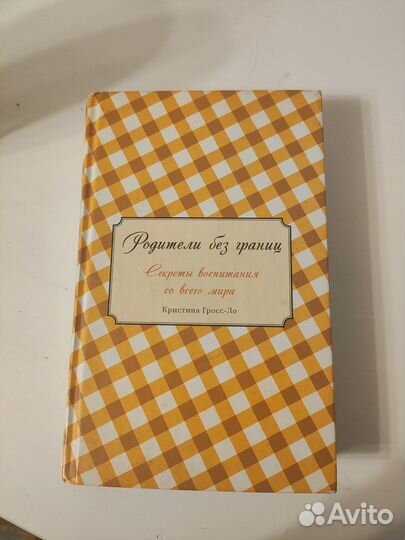 Родители без границ
Секреты воспитания
со всего мира
Кристина Гросс-Ло
Avito